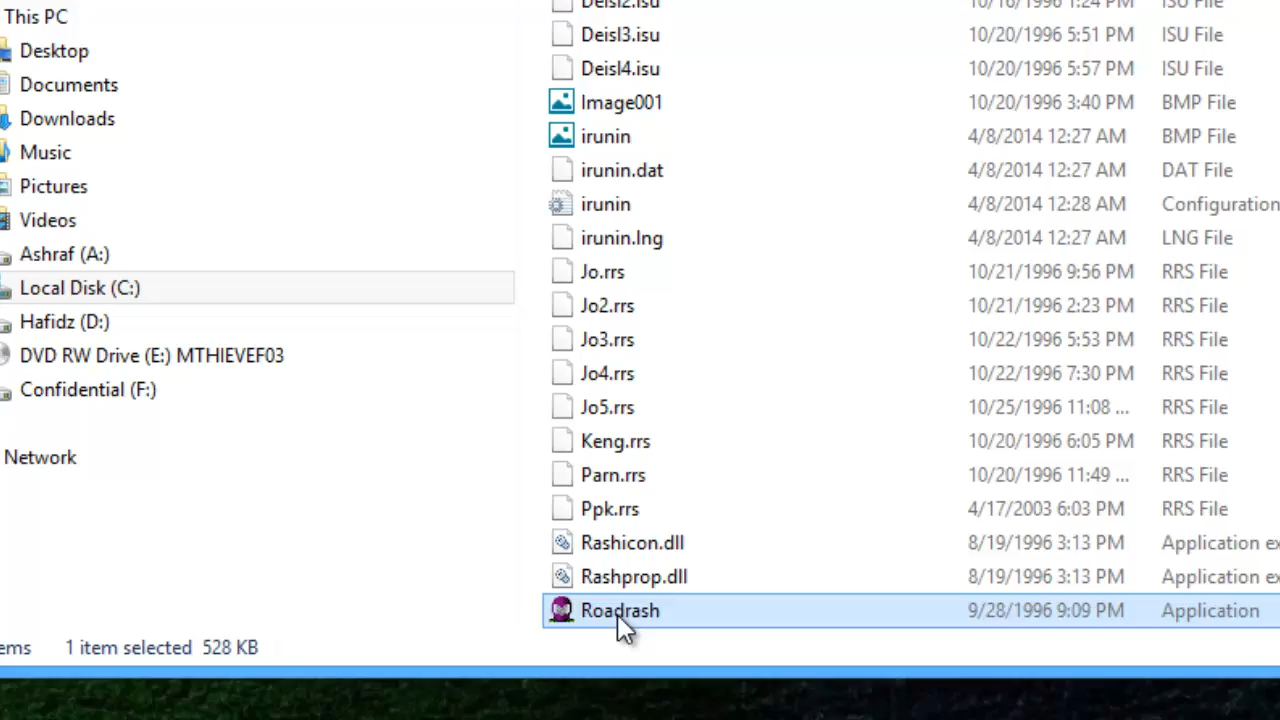 This PC
Desktop
Documents
Downloads
Music
Pictures
Videos
Ashraf (A:)
Local Disk (C:)
Hafidz (D:)
DVD RW Drive (E:) MTHIEVEF03
Confidential (F:)
Network
Deisl2.isu 10/16/1996 1:24 PM ISU File
Deisl3.isu 10/20/1996 5:51 PM ISU File
Deisl4.isu 10/20/1996 5:57 PM ISU File
Image001 10/20/1996 3:40 PM BMP File
irunin 4/8/2014 12:27 AM BMP File
irunin.dat 4/8/2014 12:27 AM DAT File
irunin 4/8/2014 12:28 AM Configuration
irunin.lng 4/8/2014 12:27 AM LNG File
Jo.rrs 10/21/1996 9:56 PM RRS File
Jo2.rrs 10/21/1996 2:23 PM RRS File
Jo3.rrs 10/22/1996 5:53 PM RRS File
Jo4.rrs 10/22/1996 7:30 PM RRS File
Jo5.rrs 10/25/1996 11:08 ... RRS File
Keng.rrs 10/20/1996 6:05 PM RRS File
Parn.rrs 10/20/1996 11:49 ... RRS File
Ppk.rrs 4/17/2003 6:03 PM RRS File
Rashicon.dll 8/19/1996 3:13 PM Application ex
Rashprop.dll 8/19/1996 3:13 PM Application ex
Roadrash 9/28/1996 9:09 PM Application
ems 1 item selected 528 KB